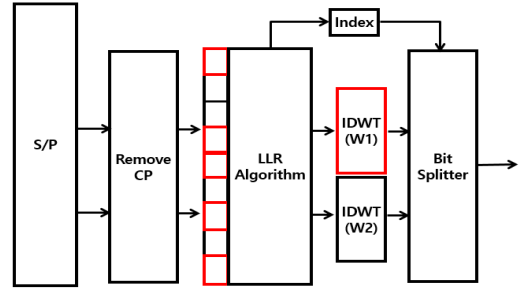 Index
S/P
Remove
CP
LLR
Algorithm
IDWT
(W1)
IDWT
(W2)
Bit
Splitter